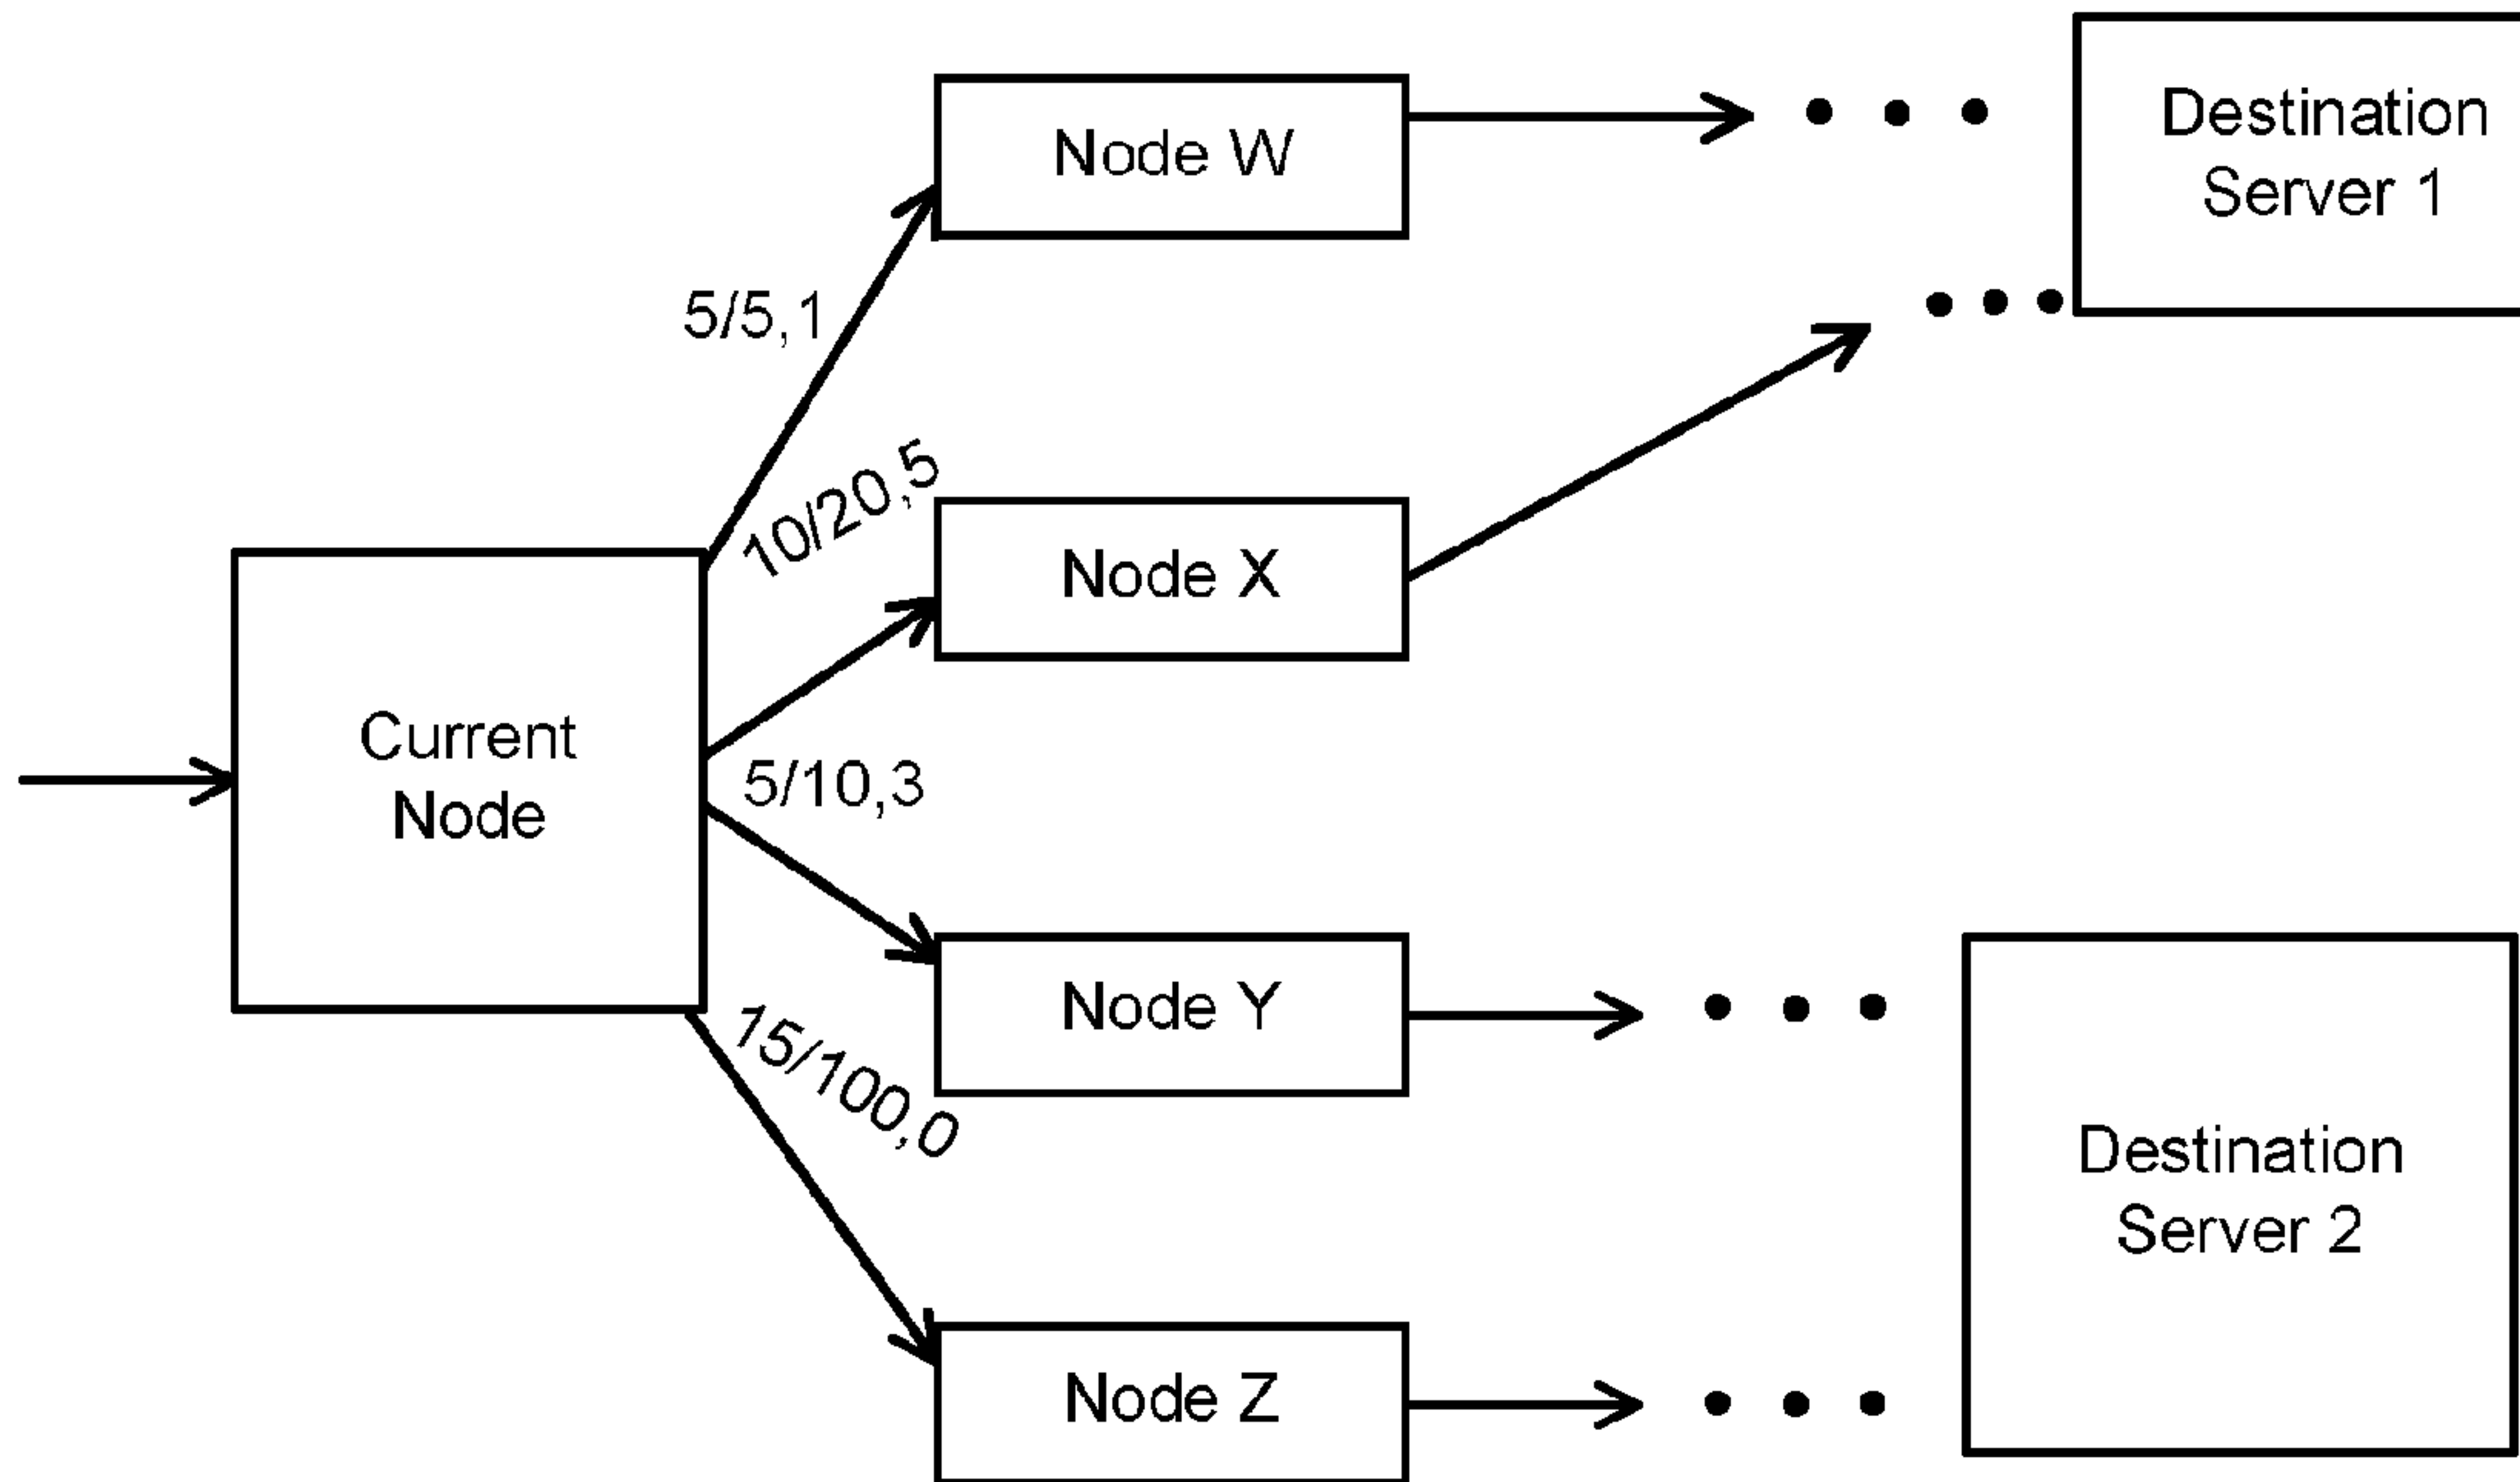 Node W
Destination
Server 1
5/5,1
10/20,5
Node X
Current
Node
5/10,3
Node Y
15/100,0
Destination
Server 2
Node Z